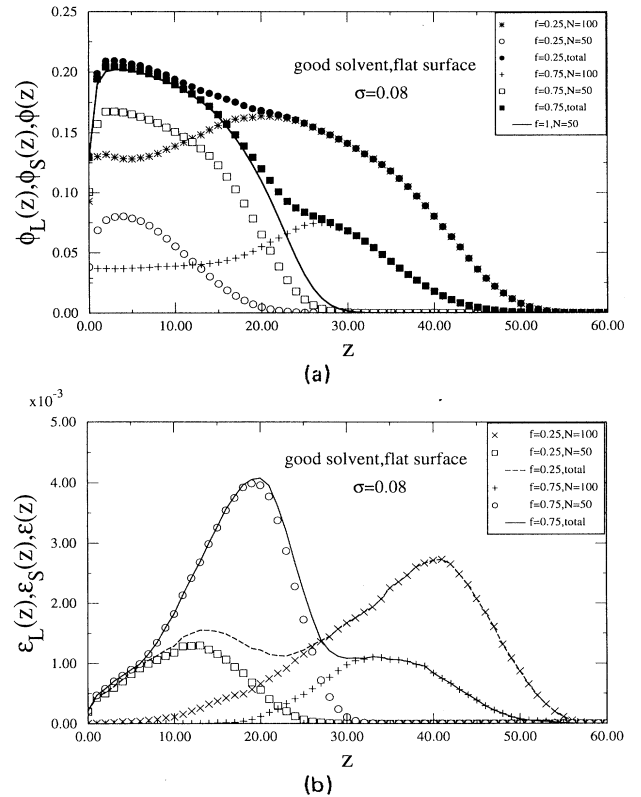 f=0.25,N=100
f=0.25,N=50
f=0.25,total
f=0.75,N=100
f=0.75,N=50
f=0.75,total
f=1,N=50
good solvent,flat surface
σ=0.08
ϕL(z),ϕS(z),ϕ(z)
0.20
0.15
0.10
0.05
0.00
0.00 10.00 20.00 30.00 40.00 50.00 60.00
z
(a)
x10⁻³
5.00
4.00
3.00
2.00
1.00
0.00
f=0.25,N=100
f=0.25,N=50
f=0.25,total
f=0.75,N=100
f=0.75,N=50
f=0.75,total
good solvent,flat surface
σ=0.08
εL(z),εS(z),ε(z)
0.00 10.00 20.00 30.00 40.00 50.00 60.00
z
(b)